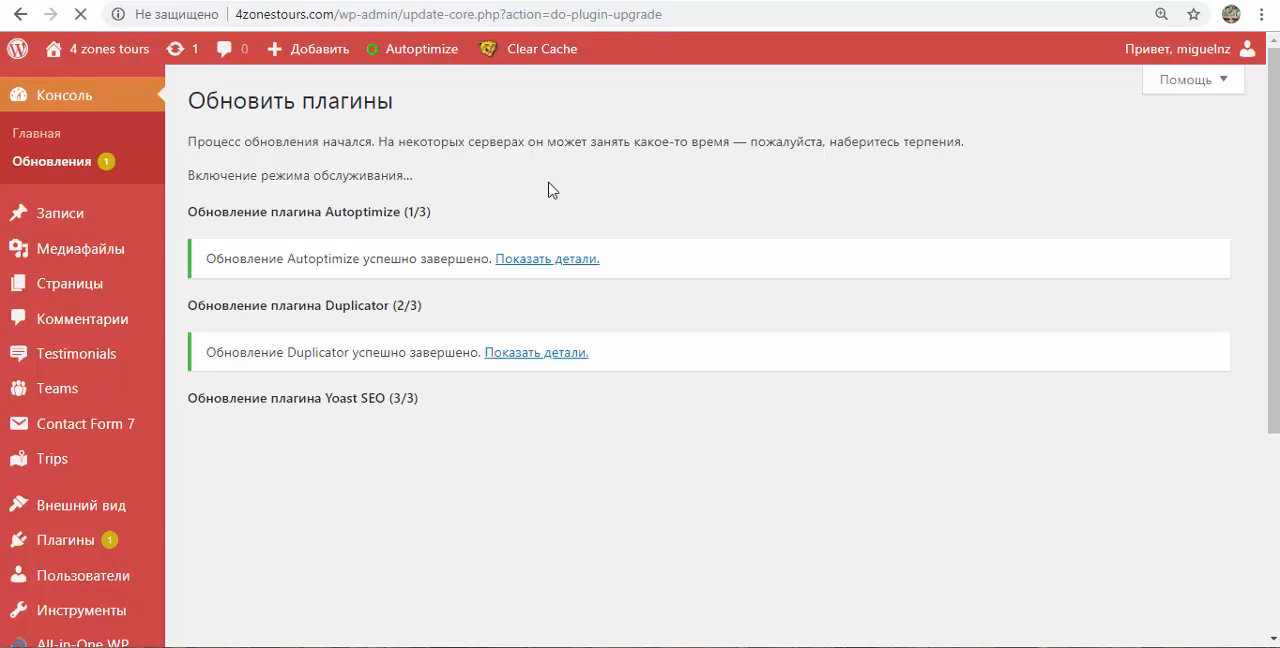 Не защищено
4zonestours.com/wp-admin/update-core.php?action=do-plugin-upgrade
4 zones tours 1 0 Добавить Autoptimize Clear Cache Привет, miguelnz
Помощь
Консоль
Главная
Обновления 1
Записи
Медиафайлы
Страницы
Комментарии
Testimonials
Teams
Contact Form 7
Trips
Внешний вид
Плагины 1
Пользователи
Инструменты
All-in-One WP
Обновить плагины
Процесс обновления начался. На некоторых серверах он может занять какое-то время — пожалуйста, наберитесь терпения.
Включение режима обслуживания...
Обновление плагина Autoptimize (1/3)
Обновление Autoptimize успешно завершено. Показать детали.
Обновление плагина Duplicator (2/3)
Обновление Duplicator успешно завершено. Показать детали.
Обновление плагина Yoast SEO (3/3)